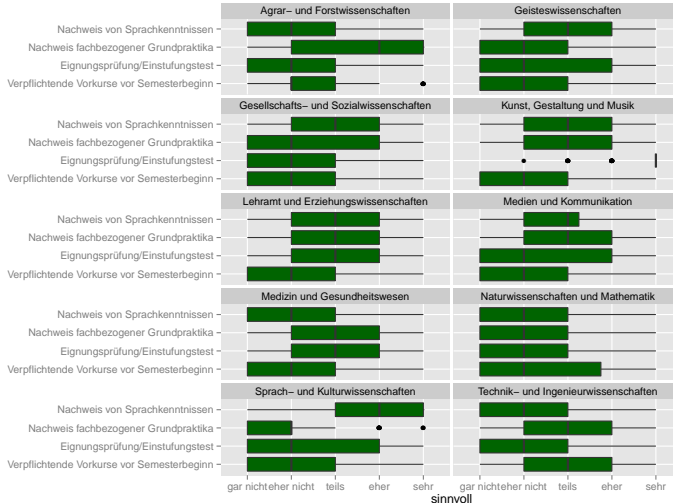 Agrar− und Forstwissenschaften
Geisteswissenschaften
Nachweis von Sprachkenntnissen
Nachweis fachbezogener Grundpraktika
Eignungsprüfung/Einstufungstest
Verpflichtende Vorkurse vor Semesterbeginn
Gesellschafts− und Sozialwissenschaften
Kunst, Gestaltung und Musik
Nachweis von Sprachkenntnissen
Nachweis fachbezogener Grundpraktika
Eignungsprüfung/Einstufungstest
Verpflichtende Vorkurse vor Semesterbeginn
Lehramt und Erziehungswissenschaften
Medien und Kommunikation
Nachweis von Sprachkenntnissen
Nachweis fachbezogener Grundpraktika
Eignungsprüfung/Einstufungstest
Verpflichtende Vorkurse vor Semesterbeginn
Medizin und Gesundheitswesen
Naturwissenschaften und Mathematik
Nachweis von Sprachkenntnissen
Nachweis fachbezogener Grundpraktika
Eignungsprüfung/Einstufungstest
Verpflichtende Vorkurse vor Semesterbeginn
Sprach− und Kulturwissenschaften
Technik− und Ingenieurwissenschaften
Nachweis von Sprachkenntnissen
Nachweis fachbezogener Grundpraktika
Eignungsprüfung/Einstufungstest
Verpflichtende Vorkurse vor Semesterbeginn
gar nicht eher nicht teils eher sehr gar nicht eher nicht teils eher sehr
sinnvoll